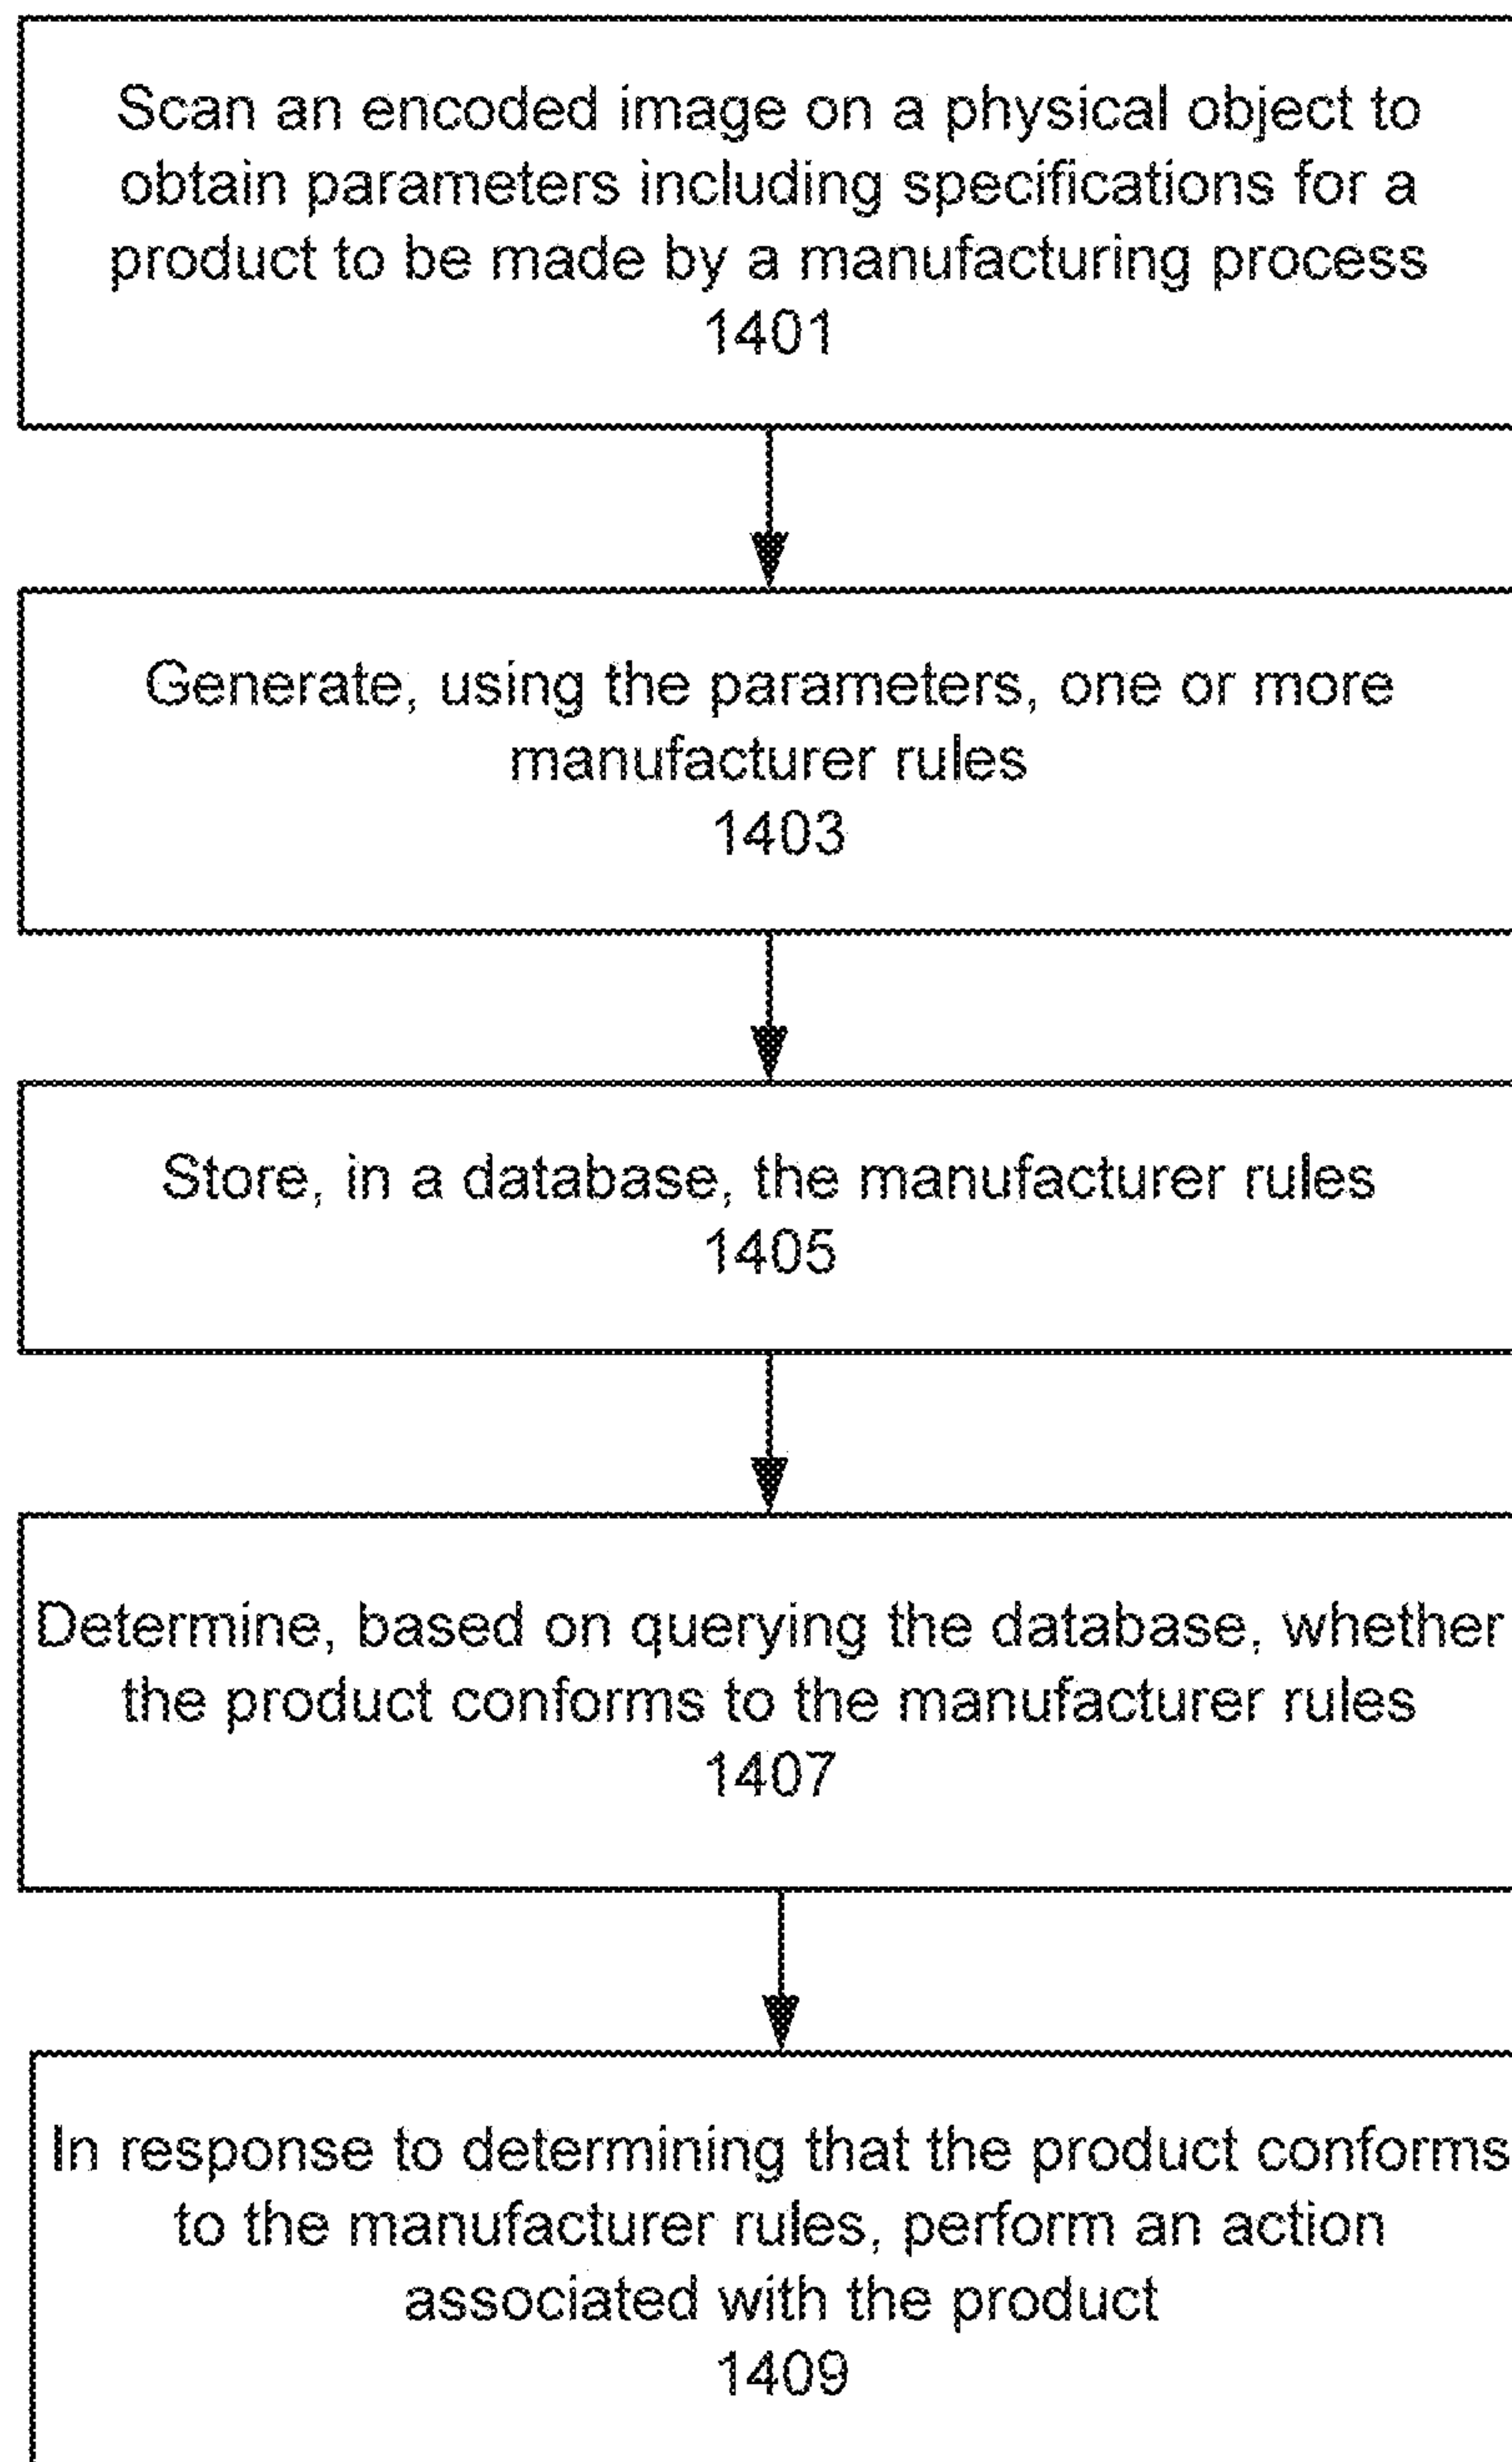 Scan an encoded image on a physical object to
obtain parameters including specifications for a
product to be made by a manufacturing process
1401
Generate, using the parameters, one or more
manufacturer rules
1403
Store, in a database, the manufacturer rules
1405
Determine, based on querying the database, whether
the product conforms to the manufacturer rules
1407
In response to determining that the product conforms
to the manufacturer rules, perform an action
associated with the product
1409